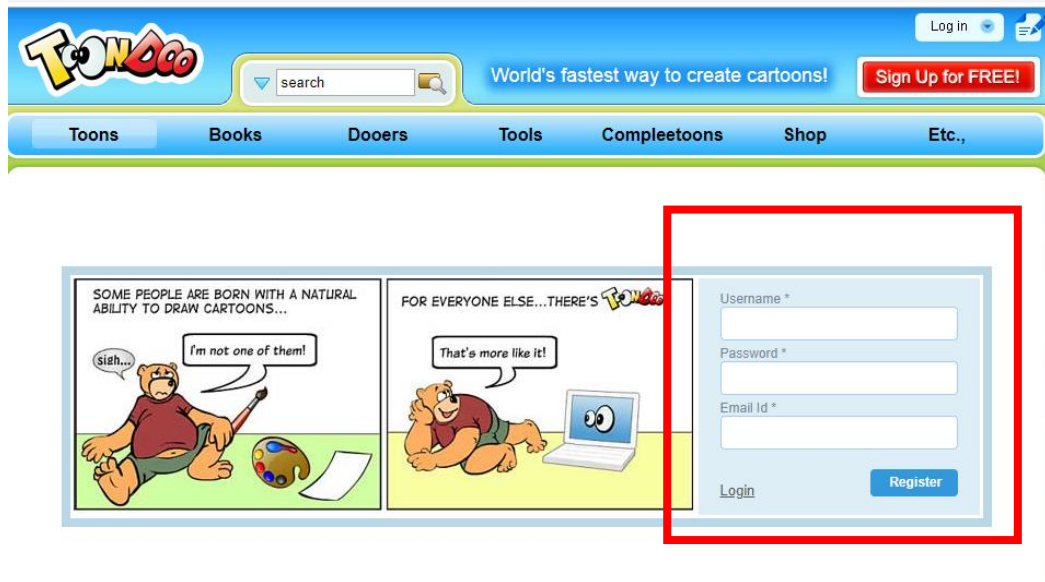 Log in
TOONDOO
search
World's fastest way to create cartoons!
Sign Up for FREE!
Toons Books Dooers Tools Compleetoons Shop Etc.,
SOME PEOPLE ARE BORN WITH A NATURAL
ABILITY TO DRAW CARTOONS...
sigh...
I'm not one of them!
FOR EVERYONE ELSE...THERE'S TOONDOO
That's more like it!
Username *
Password *
Email Id *
Login
Register